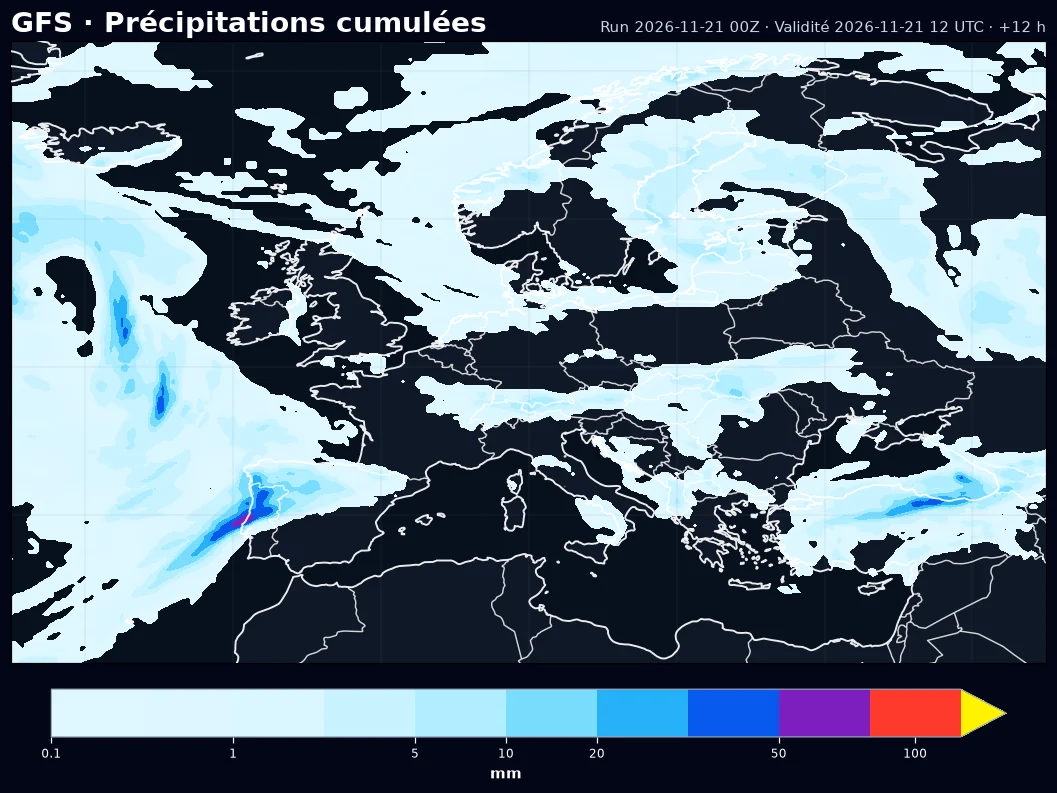 GFS · Précipitations cumulées
Run 2026-11-21 00Z · Validité 2026-11-21 12 UTC · +12 h
0.1 1 5 10 20 50 100
mm